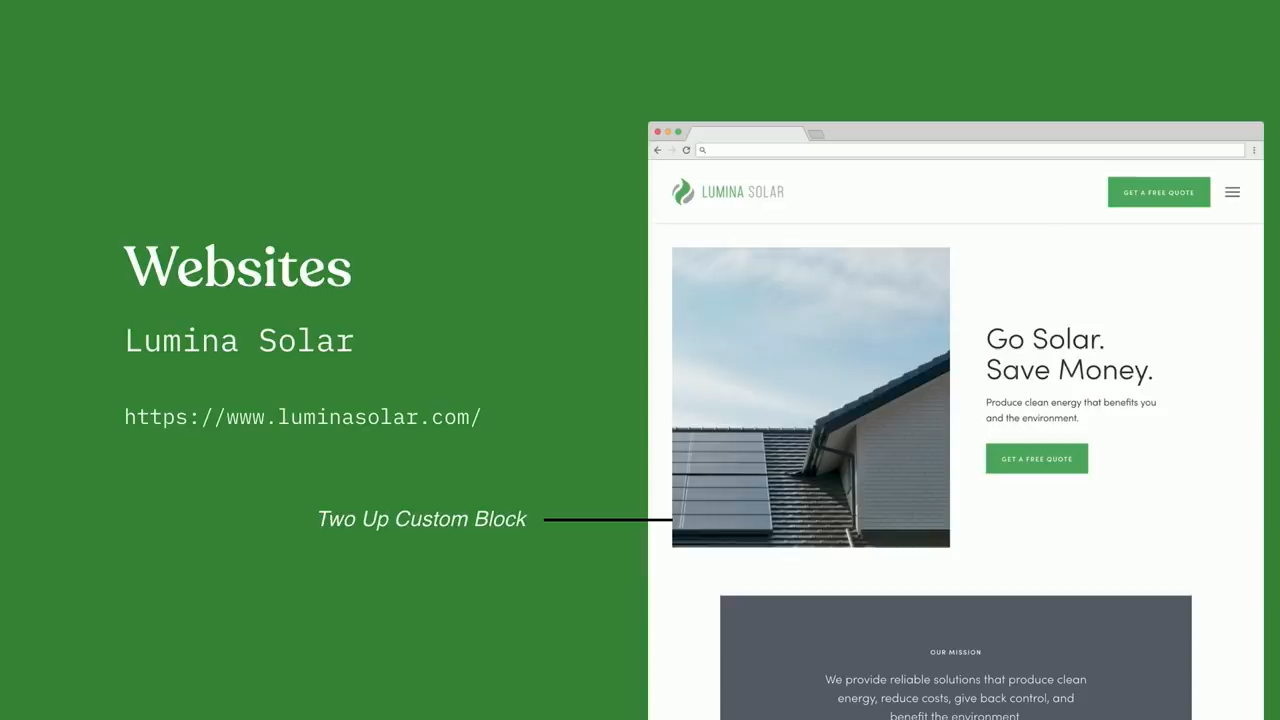 Websites
Lumina Solar
https://www.luminasolar.com/
Two Up Custom Block
LUMINA SOLAR
GET A FREE QUOTE
Go Solar.
Save Money.
Produce clean energy that benefits you
and the environment.
GET A FREE QUOTE
OUR MISSION
We provide reliable solutions that produce clean
energy, reduce costs, give back control, and
benefit the environment